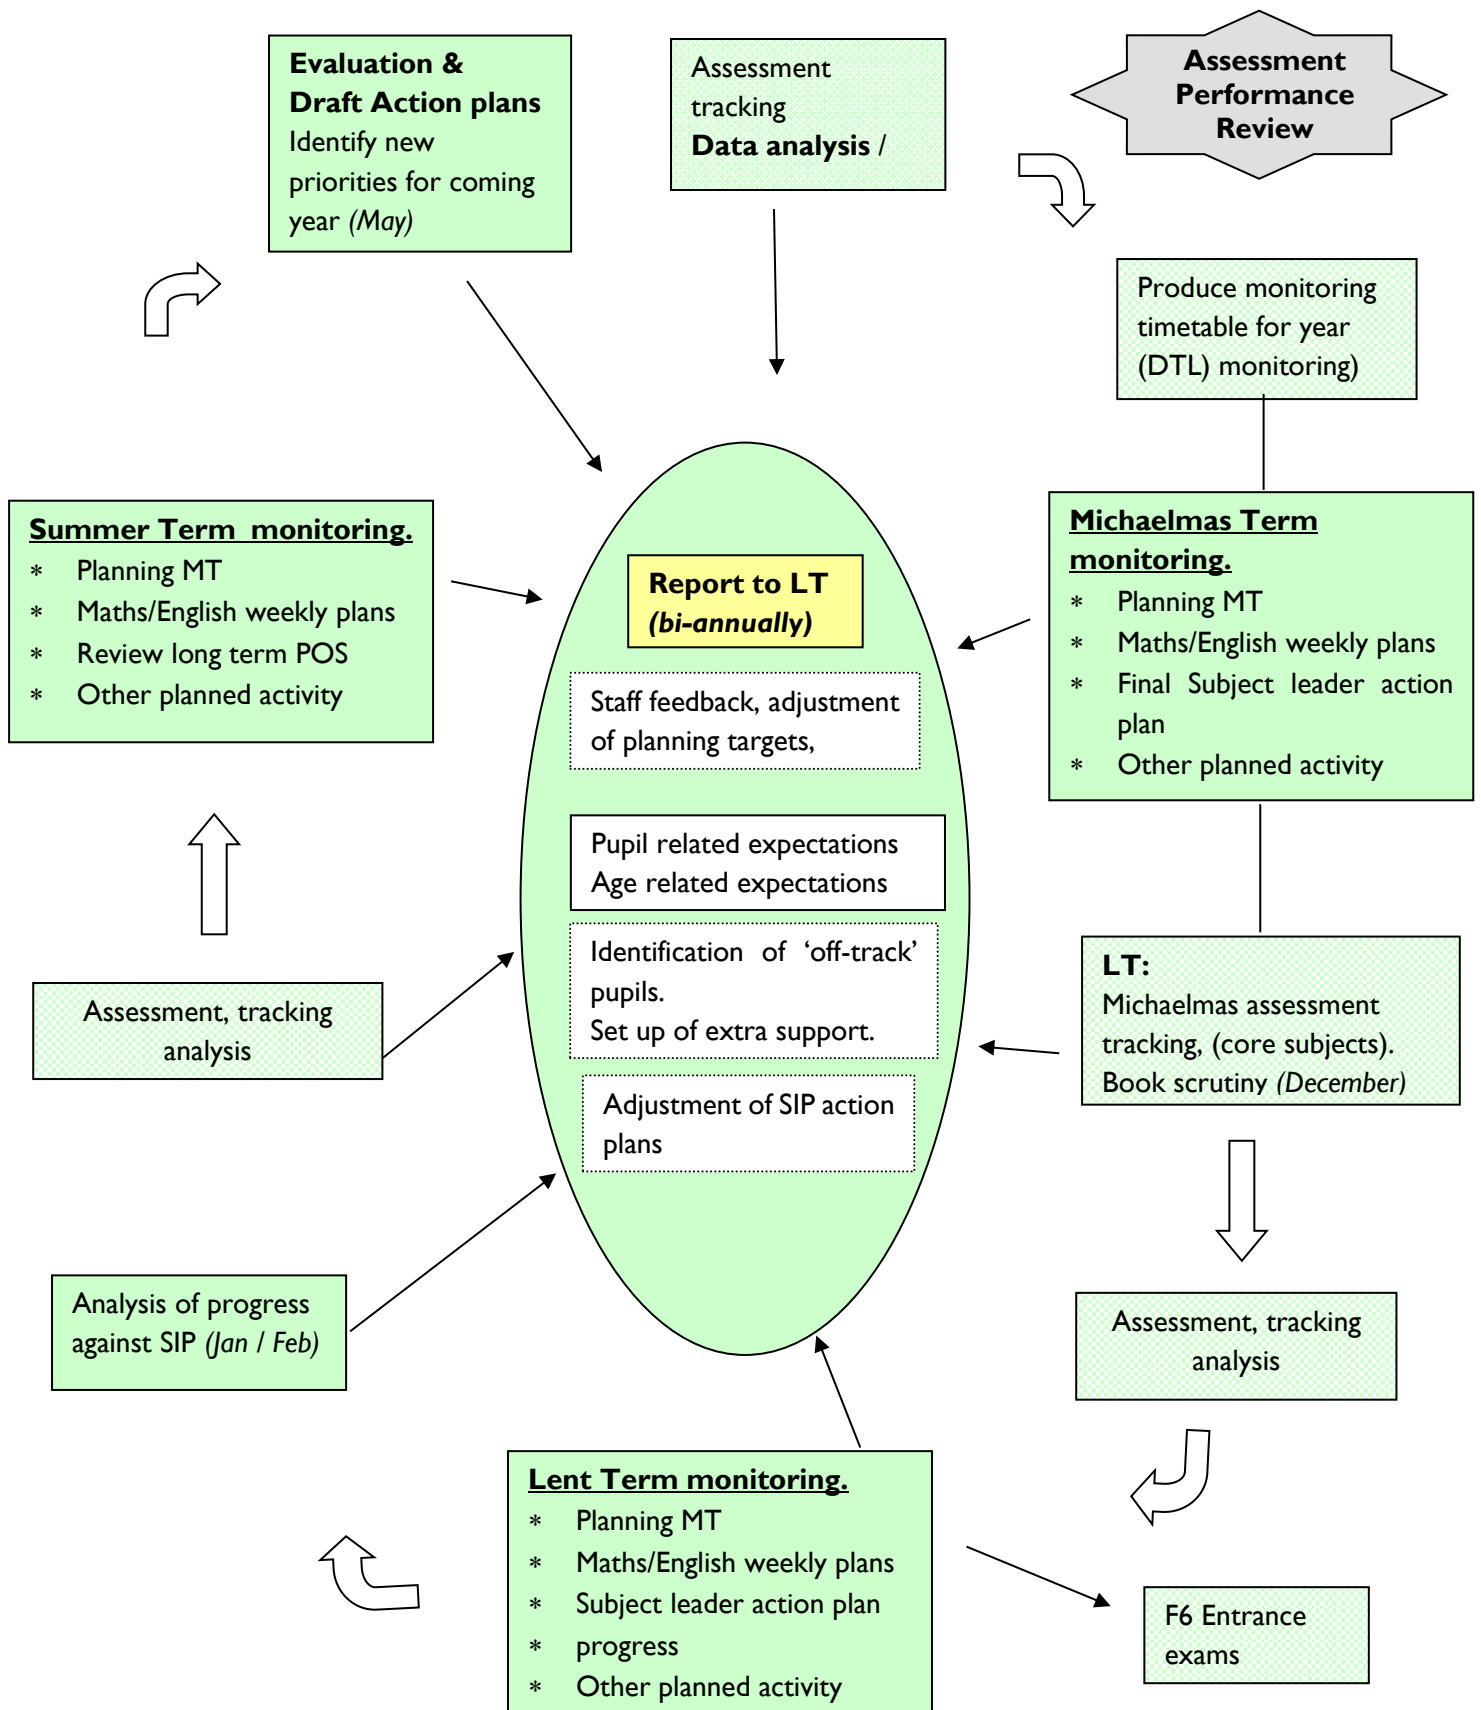 Evaluation &
Draft Action plans
Identify new
priorities for coming
year (May)
Assessment
tracking
Data analysis /
Assessment
Performance
Review
Produce monitoring
timetable for year
(DTL) monitoring)
Summer Term monitoring.
* Planning MT
* Maths/English weekly plans
* Review long term POS
* Other planned activity
Report to LT
(bi-annually)
Staff feedback, adjustment
of planning targets,
Pupil related expectations
Age related expectations
Identification of ‘off-track’
pupils.
Set up of extra support.
Adjustment of SIP action
plans
Michaelmas Term
monitoring.
* Planning MT
* Maths/English weekly plans
* Final Subject leader action
plan
* Other planned activity
LT:
Michaelmas assessment
tracking, (core subjects).
Book scrutiny (December)
Assessment, tracking
analysis
Analysis of progress
against SIP (Jan / Feb)
Assessment, tracking
analysis
Lent Term monitoring.
* Planning MT
* Maths/English weekly plans
* Subject leader action plan
* progress
* Other planned activity
F6 Entrance
exams